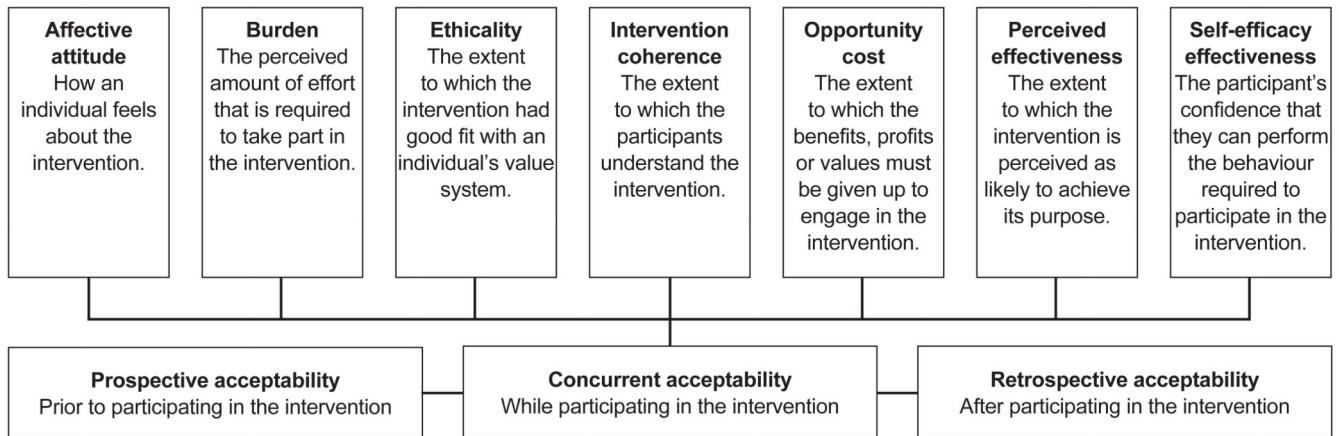 Affective
attitude
How an
individual feels
about the
intervention.
Burden
The perceived
amount of effort
that is required
to take part in
the intervention.
Ethicality
The extent
to which the
intervention had
good fit with an
individual’s value
system.
Intervention
coherence
The extent
to which the
participants
understand the
intervention.
Opportunity
cost
The extent
to which the
benefits, profits
or values must
be given up to
engage in the
intervention.
Perceived
effectiveness
The extent
to which the
intervention is
perceived as
likely to achieve
its purpose.
Self-efficacy
effectiveness
The participant’s
confidence that
they can perform
the behaviour
required to
participate in the
intervention.
Prospective acceptability
Prior to participating in the intervention
Concurrent acceptability
While participating in the intervention
Retrospective acceptability
After participating in the intervention